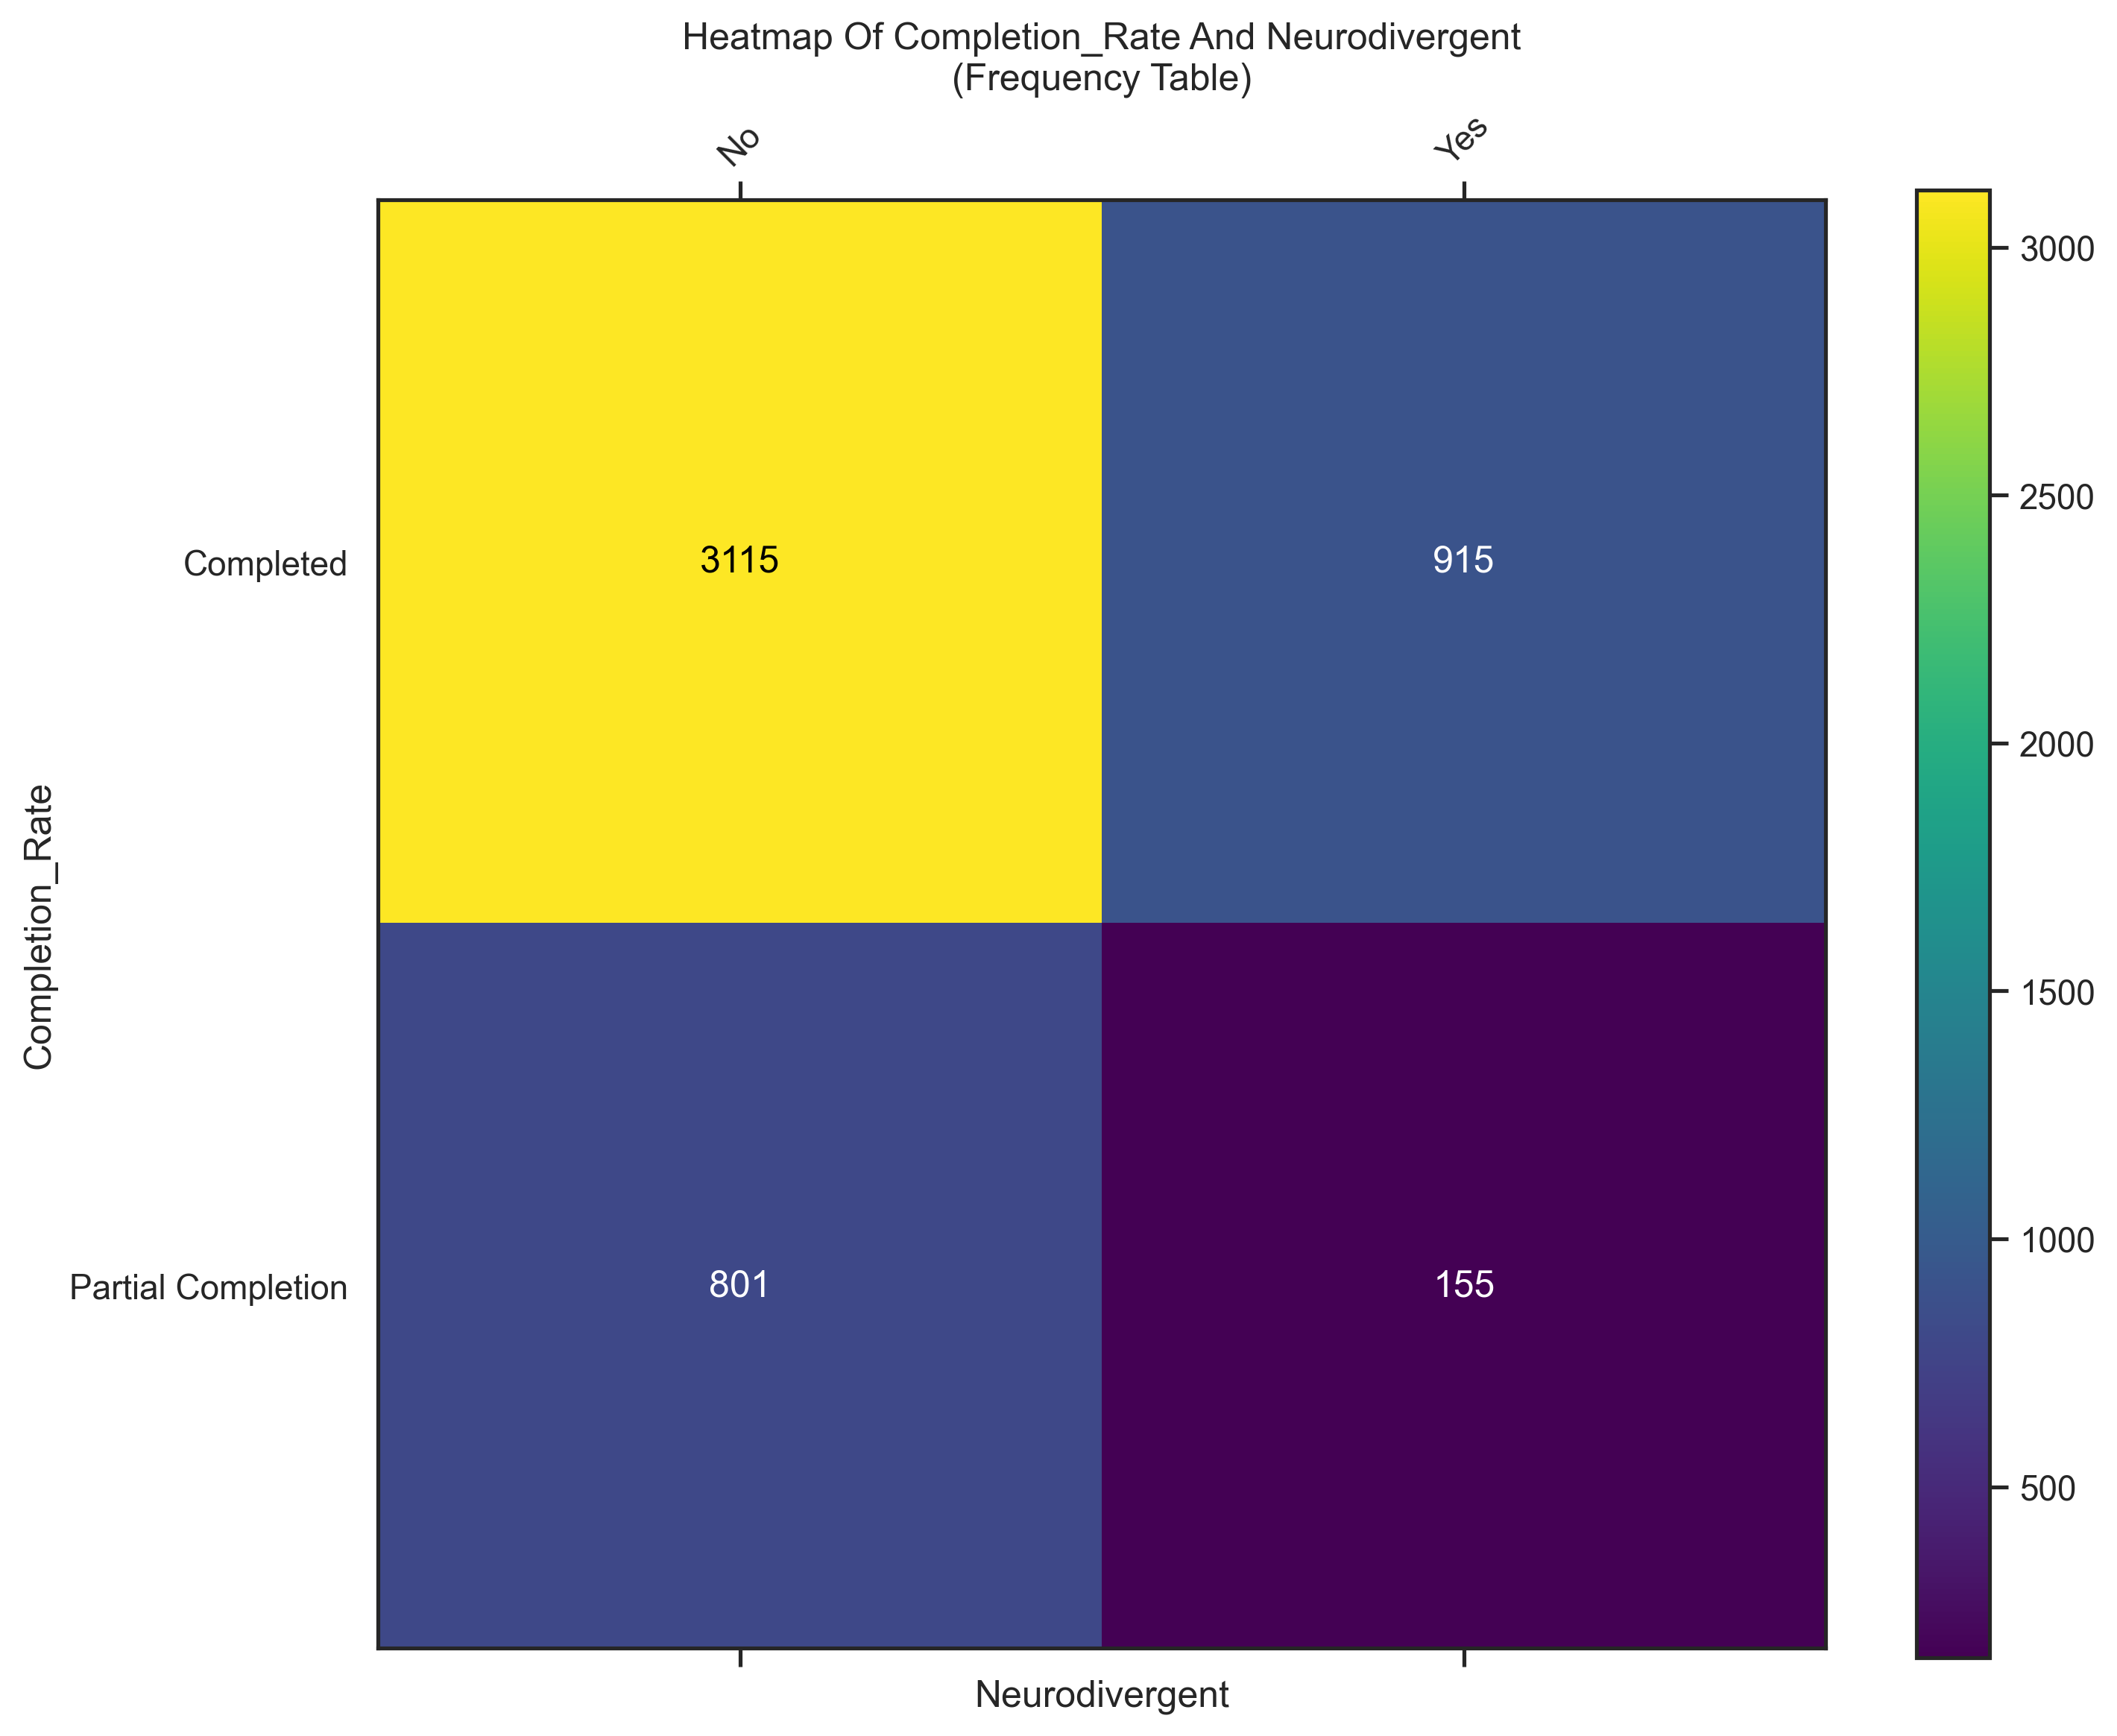 Heatmap Of Completion_Rate And Neurodivergent
(Frequency Table)
No
Yes
Completed
3115
915
Partial Completion
801
155
Completion_Rate
Neurodivergent
3000
2500
2000
1500
1000
500